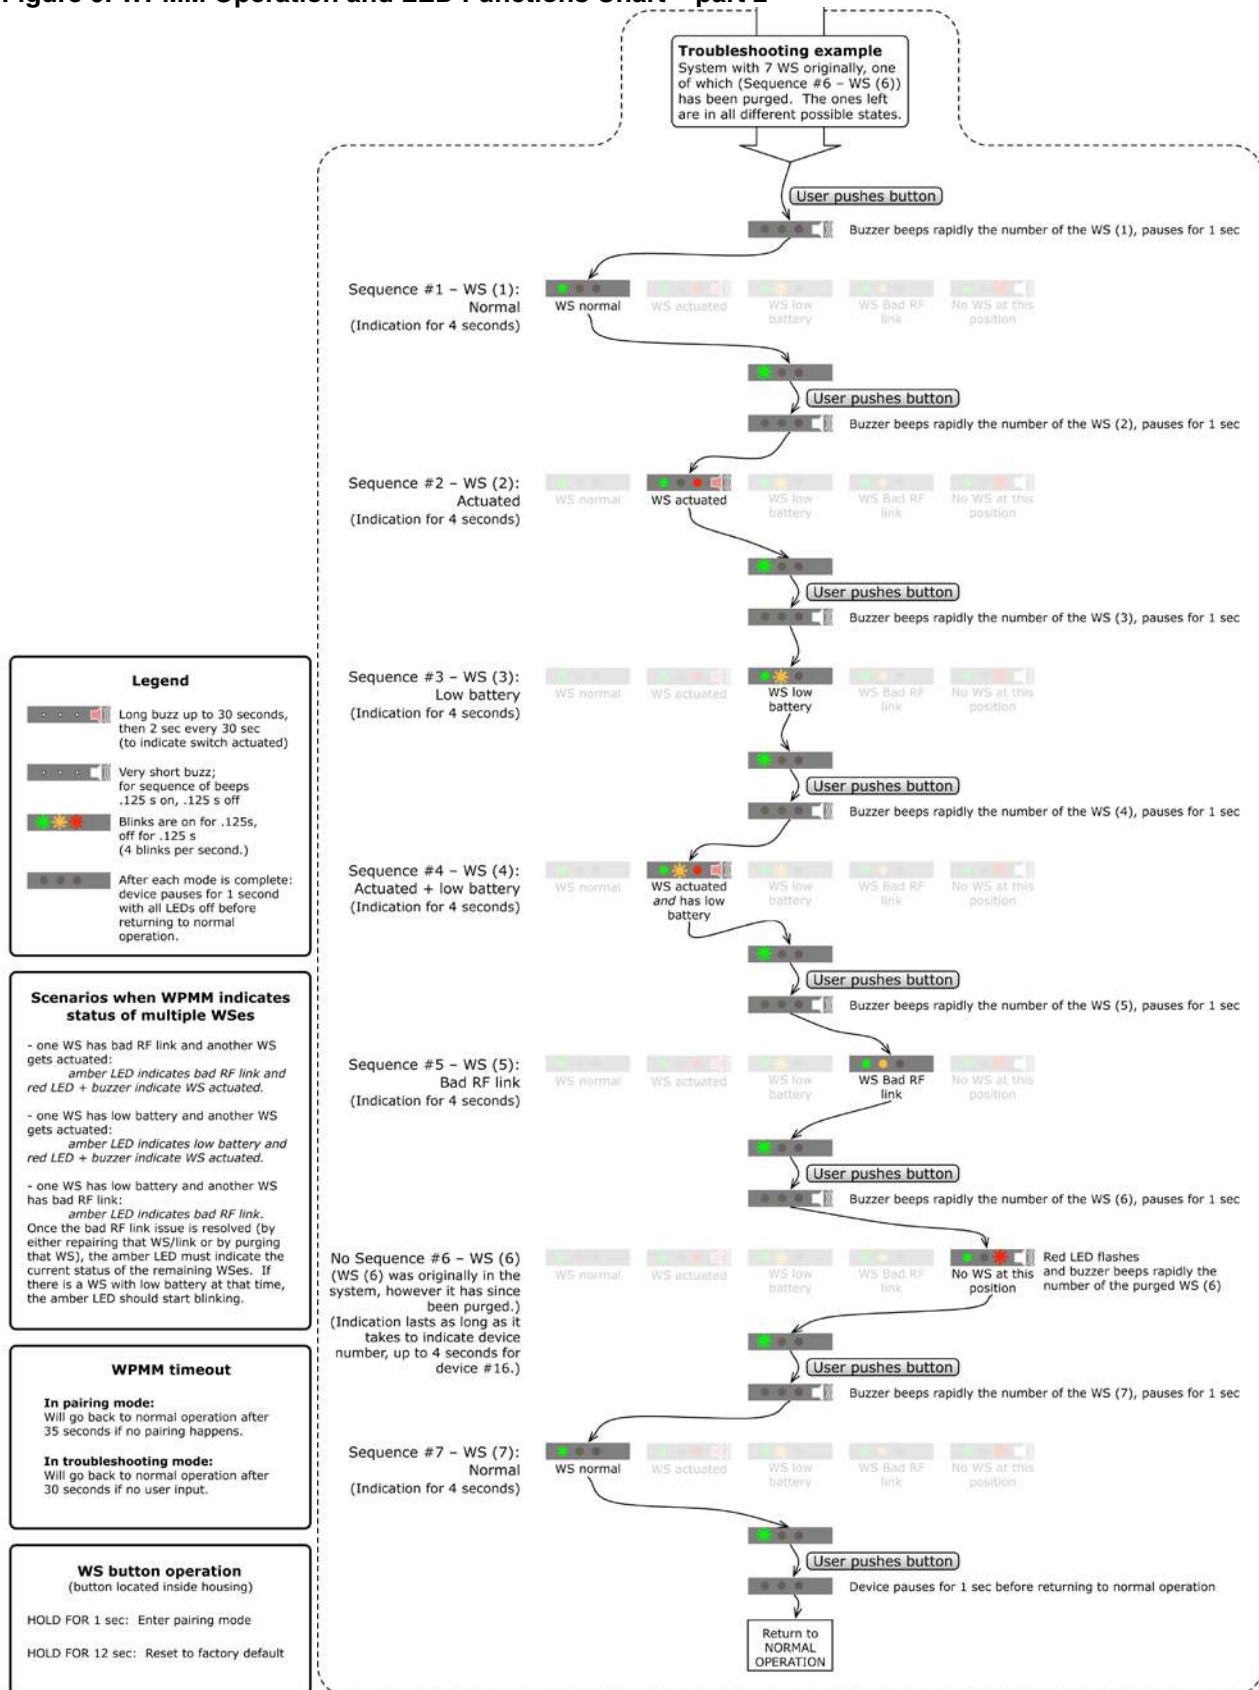 Figure 9. WPMM Operation and LED Functions Chart – part 2
Troubleshooting example
System with 7 WS originally, one
of which (Sequence #6 – WS (6))
has been purged. The ones left
are in all different possible states.
User pushes button
Buzzer beeps rapidly the number of the WS (1), pauses for 1 sec
Sequence #1 – WS (1):
Normal
(Indication for 4 seconds)
WS normal
WS actuated
WS low
battery
WS Bad RF
link
No WS at this
position
User pushes button
Buzzer beeps rapidly the number of the WS (2), pauses for 1 sec
Sequence #2 – WS (2):
Actuated
(Indication for 4 seconds)
WS normal
WS actuated
WS low
battery
WS Bad RF
link
No WS at this
position
User pushes button
Buzzer beeps rapidly the number of the WS (3), pauses for 1 sec
Sequence #3 – WS (3):
Low battery
(Indication for 4 seconds)
WS normal
WS actuated
WS low
battery
WS Bad RF
link
No WS at this
position
User pushes button
Buzzer beeps rapidly the number of the WS (4), pauses for 1 sec
Sequence #4 – WS (4):
Actuated + low battery
(Indication for 4 seconds)
WS normal
WS actuated
and has low
battery
WS low
battery
WS Bad RF
link
No WS at this
position
User pushes button
Buzzer beeps rapidly the number of the WS (5), pauses for 1 sec
Sequence #5 – WS (5):
Bad RF link
(Indication for 4 seconds)
WS normal
WS actuated
WS low
battery
WS Bad RF
link
No WS at this
position
User pushes button
Buzzer beeps rapidly the number of the WS (6), pauses for 1 sec
No Sequence #6 – WS (6)
(WS (6) was originally in the
system, however it has since
been purged.)
(Indication lasts as long as it
takes to indicate device
number, up to 4 seconds for
device #16.)
WS normal
WS actuated
WS low
battery
WS Bad RF
link
No WS at this
position
Red LED flashes
and buzzer beeps rapidly the
number of the purged WS (6)
User pushes button
Buzzer beeps rapidly the number of the WS (7), pauses for 1 sec
Sequence #7 – WS (7):
Normal
(Indication for 4 seconds)
WS normal
WS actuated
WS low
battery
WS Bad RF
link
No WS at this
position
User pushes button
Device pauses for 1 sec before returning to normal operation
Return to
NORMAL
OPERATION
Legend
Long buzz up to 30 seconds,
then 2 sec every 30 sec
(to indicate switch actuated)
Very short buzz;
for sequence of beeps
.125 s on, .125 s off
Blinks are on for .125s,
off for .125 s
(4 blinks per second.)
After each mode is complete:
device pauses for 1 second
with all LEDs off before
returning to normal
operation.
Scenarios when WPMM indicates
status of multiple WSes
- one WS has bad RF link and another WS
gets actuated:
amber LED indicates bad RF link and
red LED + buzzer indicate WS actuated.
- one WS has low battery and another WS
gets actuated:
amber LED indicates low battery and
red LED + buzzer indicate WS actuated.
- one WS has low battery and another WS
has bad RF link:
amber LED indicates bad RF link.
Once the bad RF link issue is resolved (by
either repairing that WS/link or by purging
that WS), the amber LED must indicate the
current status of the remaining WSes. If
there is a WS with low battery at that time,
the amber LED should start blinking.
WPMM timeout
In pairing mode:
Will go back to normal operation after
35 seconds if no pairing happens.
In troubleshooting mode:
Will go back to normal operation after
30 seconds if no user input.
WS button operation
(button located inside housing)
HOLD FOR 1 sec: Enter pairing mode
HOLD FOR 12 sec: Reset to factory default